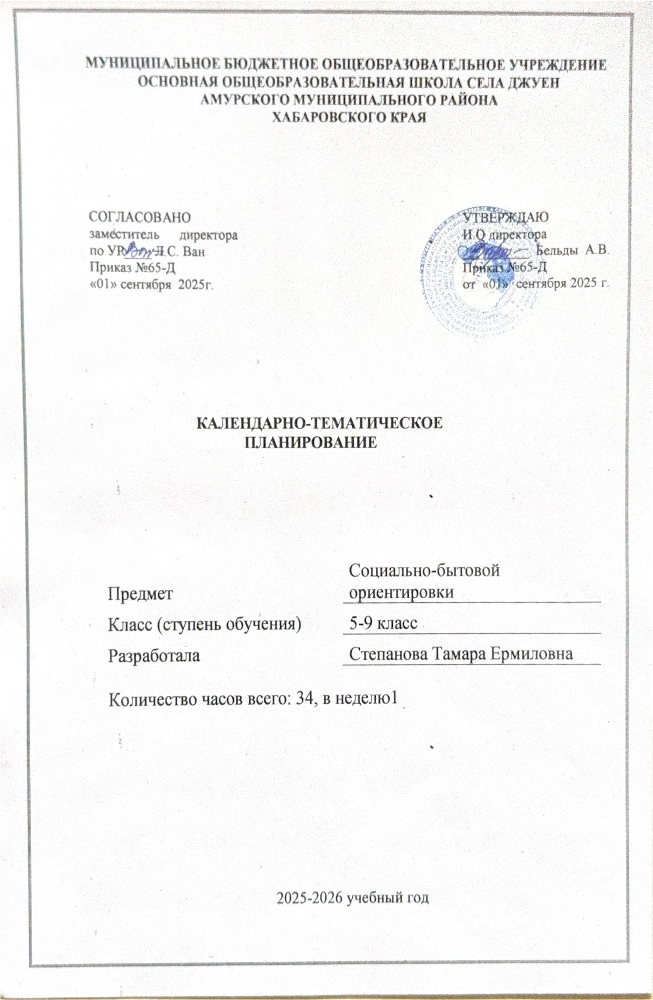 МУНИЦИПАЛЬНОЕ БЮДЖЕТНОЕ ОБЩЕОБРАЗОВАТЕЛЬНОЕ УЧРЕЖДЕНИЕ
ОСНОВНАЯ ОБЩЕОБРАЗОВАТЕЛЬНАЯ ШКОЛА СЕЛА ДЖУЕН
АМУРСКОГО МУНИЦИПАЛЬНОГО РАЙОНА
ХАБАРОВСКОГО КРАЯ
СОГЛАСОВАНО
заместитель директора
по УР Л.С. Ван
Приказ №65-Д
«01» сентября 2025г.
УТВЕРЖДАЮ
И.О директора
Бельды А.В.
Приказ №65-Д
от «01» сентября 2025 г.
КАЛЕНДАРНО-ТЕМАТИЧЕСКОЕ
ПЛАНИРОВАНИЕ
Социально-бытовой
Предмет ориентировки
Класс (ступень обучения) 5-9 класс
Разработала Степанова Тамара Ермиловна
Количество часов всего: 34, в неделю1
2025-2026 учебный год